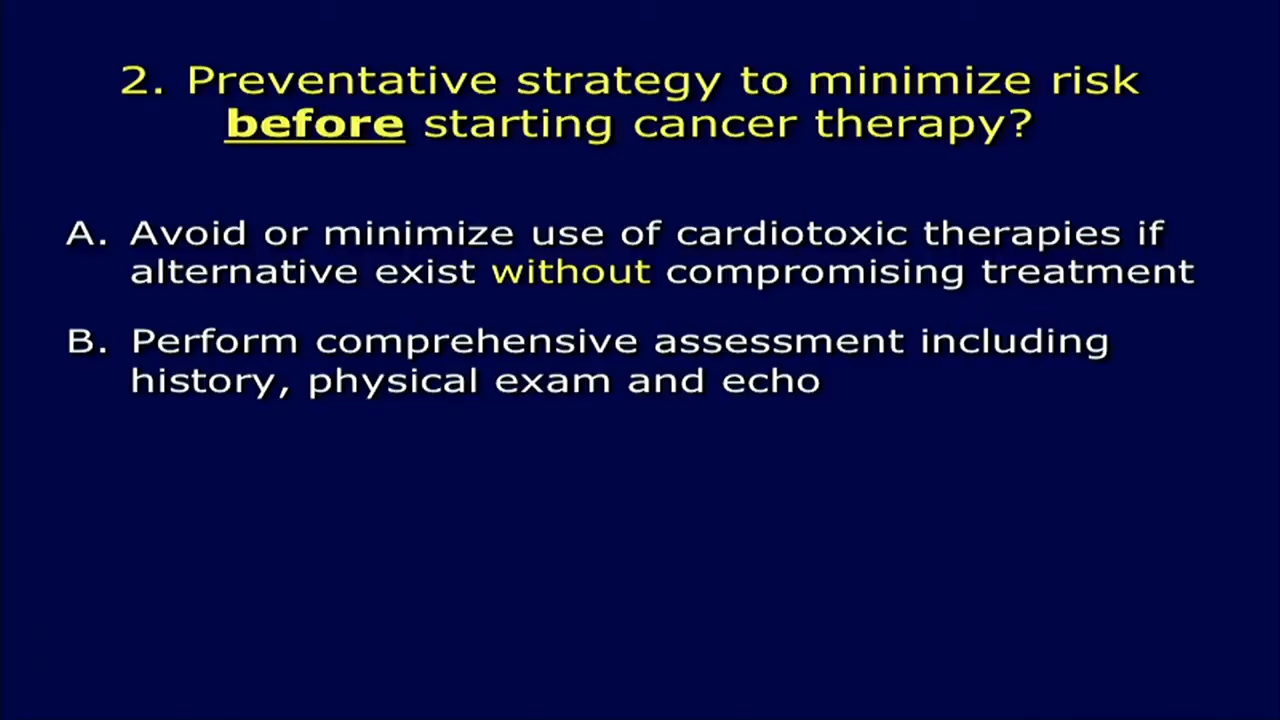 2. Preventative strategy to minimize risk
before starting cancer therapy?
A. Avoid or minimize use of cardiotoxic therapies if
alternative exist without compromising treatment
B. Perform comprehensive assessment including
history, physical exam and echo